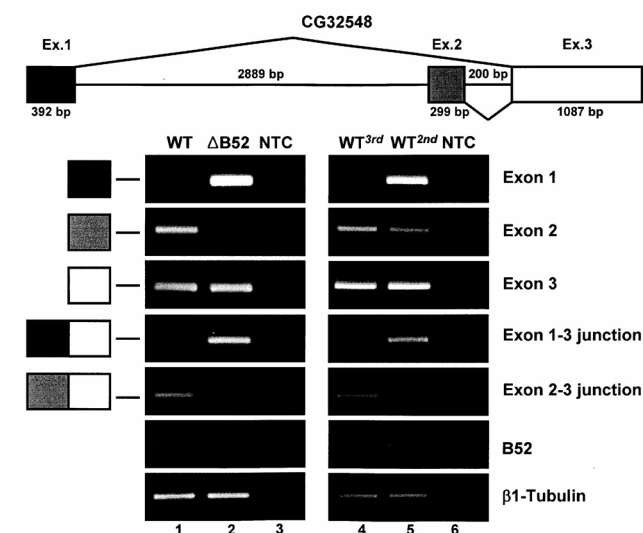 CG32548
Ex.1
Ex.2
Ex.3
2889 bp
200 bp
392 bp
299 bp
1087 bp
WT ΔB52 NTC
WT3rd WT2nd NTC
Exon 1
Exon 2
Exon 3
Exon 1-3 junction
Exon 2-3 junction
B52
β1-Tubulin
1 2 3 4 5 6